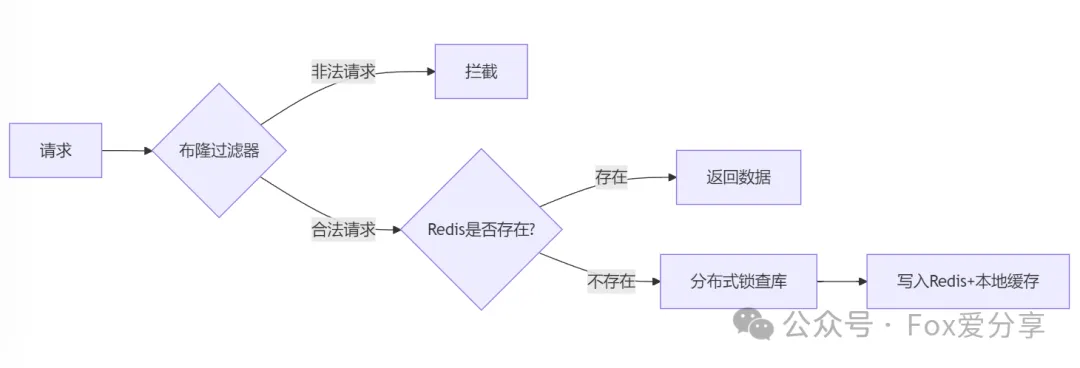 非法请求
拦截
请求
布隆过滤器
存在
返回数据
合法请求
Redis是否存在?
不存在
分布式锁查库
写入Redis+本地缓存
公众号·Fox爱分享